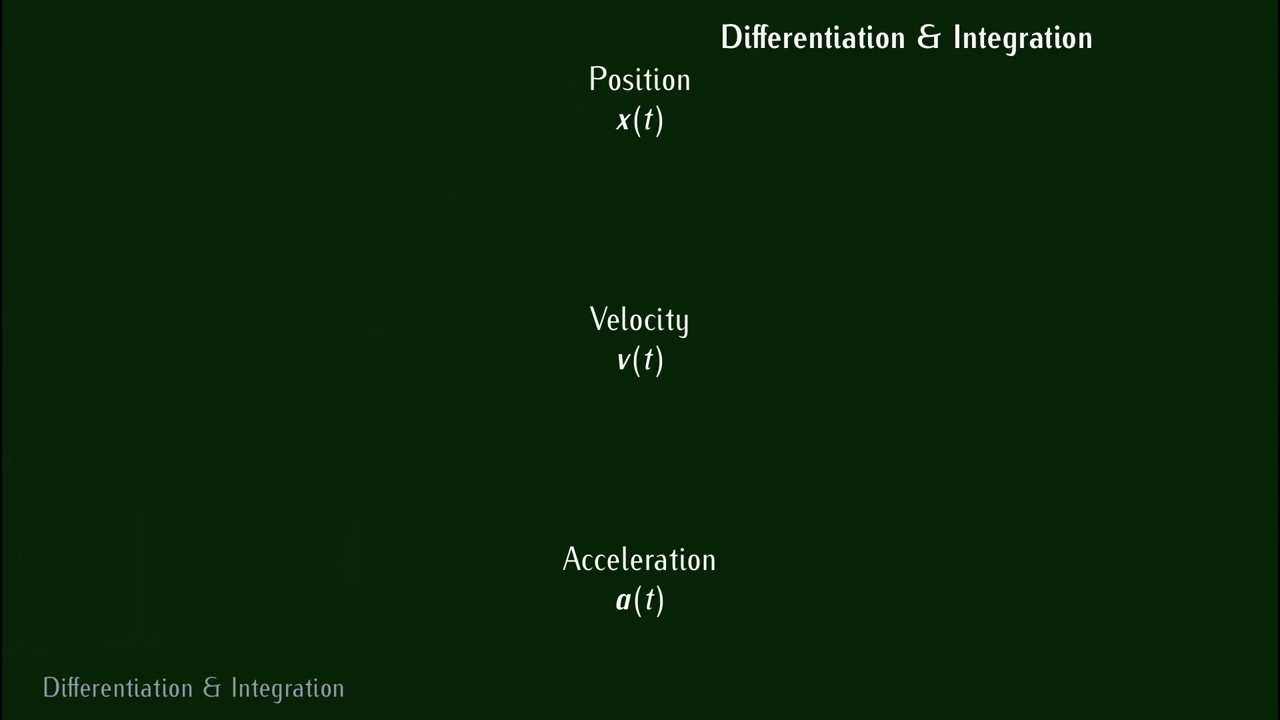 Differentiation & Integration
Position
x(t)
Velocity
v(t)
Acceleration
a(t)
Differentiation & Integration